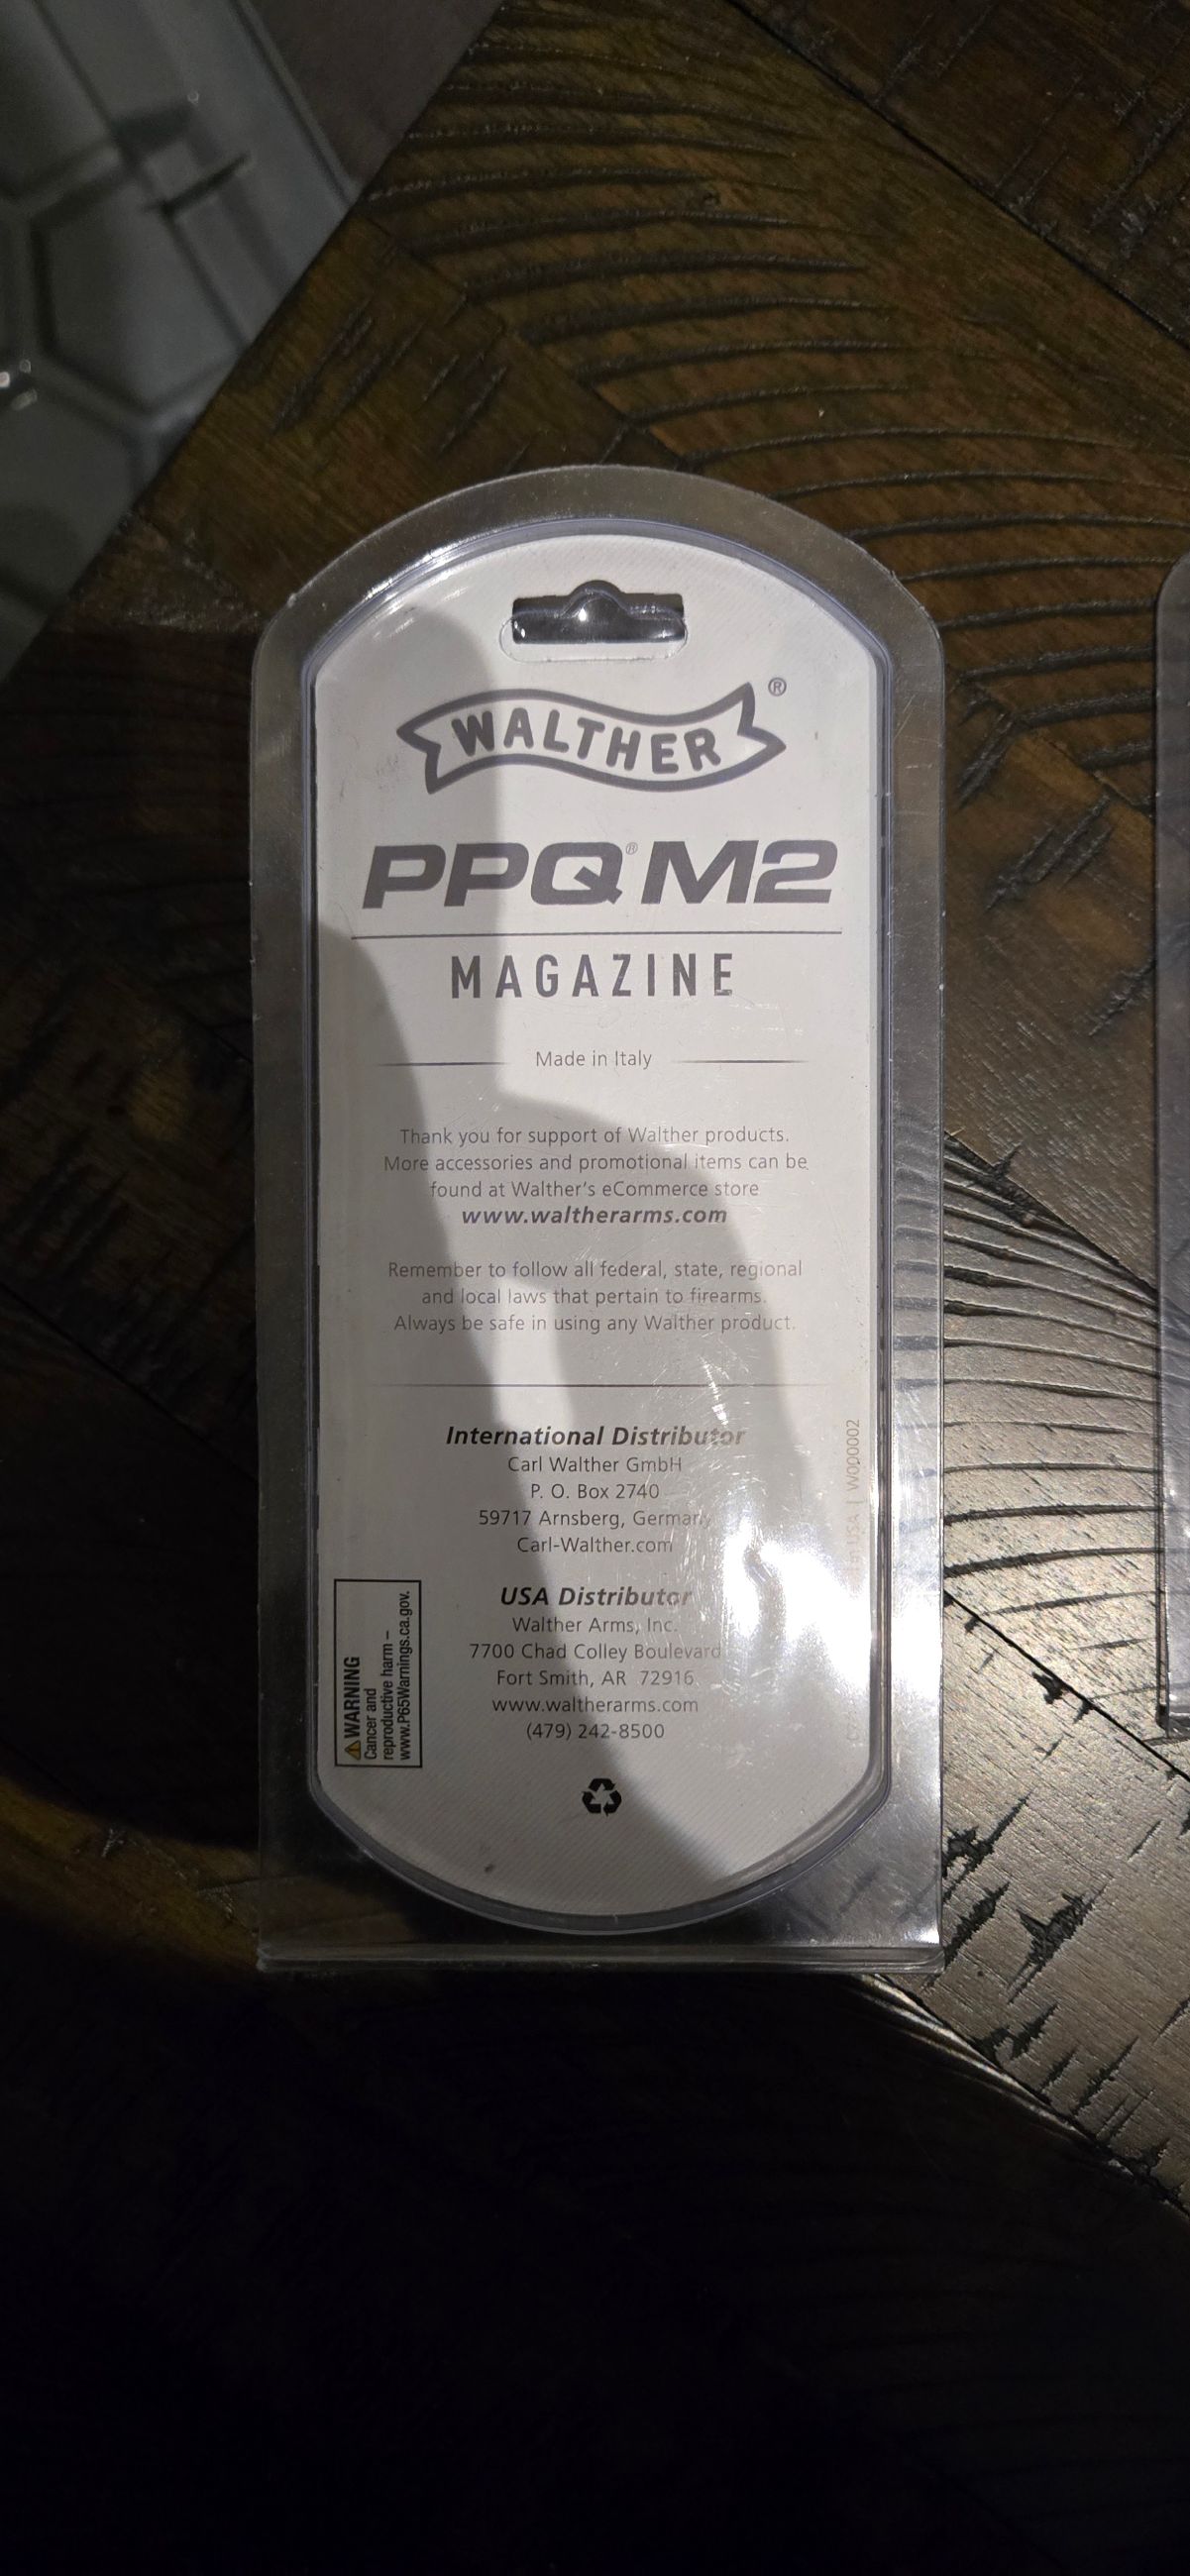 WALTHER®
PPQ® M2
MAGAZINE
Made in Italy
Thank you for support of Walther products.
More accessories and promotional items can be
found at Walther's eCommerce store
www.waltherarms.com
Remember to follow all federal, state, regional
and local laws that pertain to firearms.
Always be safe in using any Walther product.
International Distributor
Carl Walther GmbH
P. O. Box 2740
59717 Arnsberg, Germany
Carl-Walther.com
USA Distributor
Walther Arms, Inc.
7700 Chad Colley Boulevard
Fort Smith, AR 72916
www.waltherarms.com
(479) 242-8500
⚠WARNING
Cancer and
reproductive harm –
www.P65Warnings.ca.gov.
USA | W000002